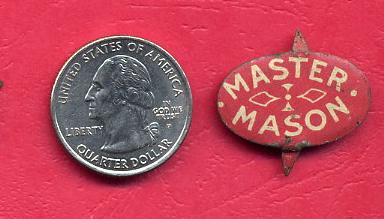 UNITED STATES OF AMERICA
LIBERTY
IN
GOD WE
TRUST
P
QUARTER DOLLAR
MASTER
MASON